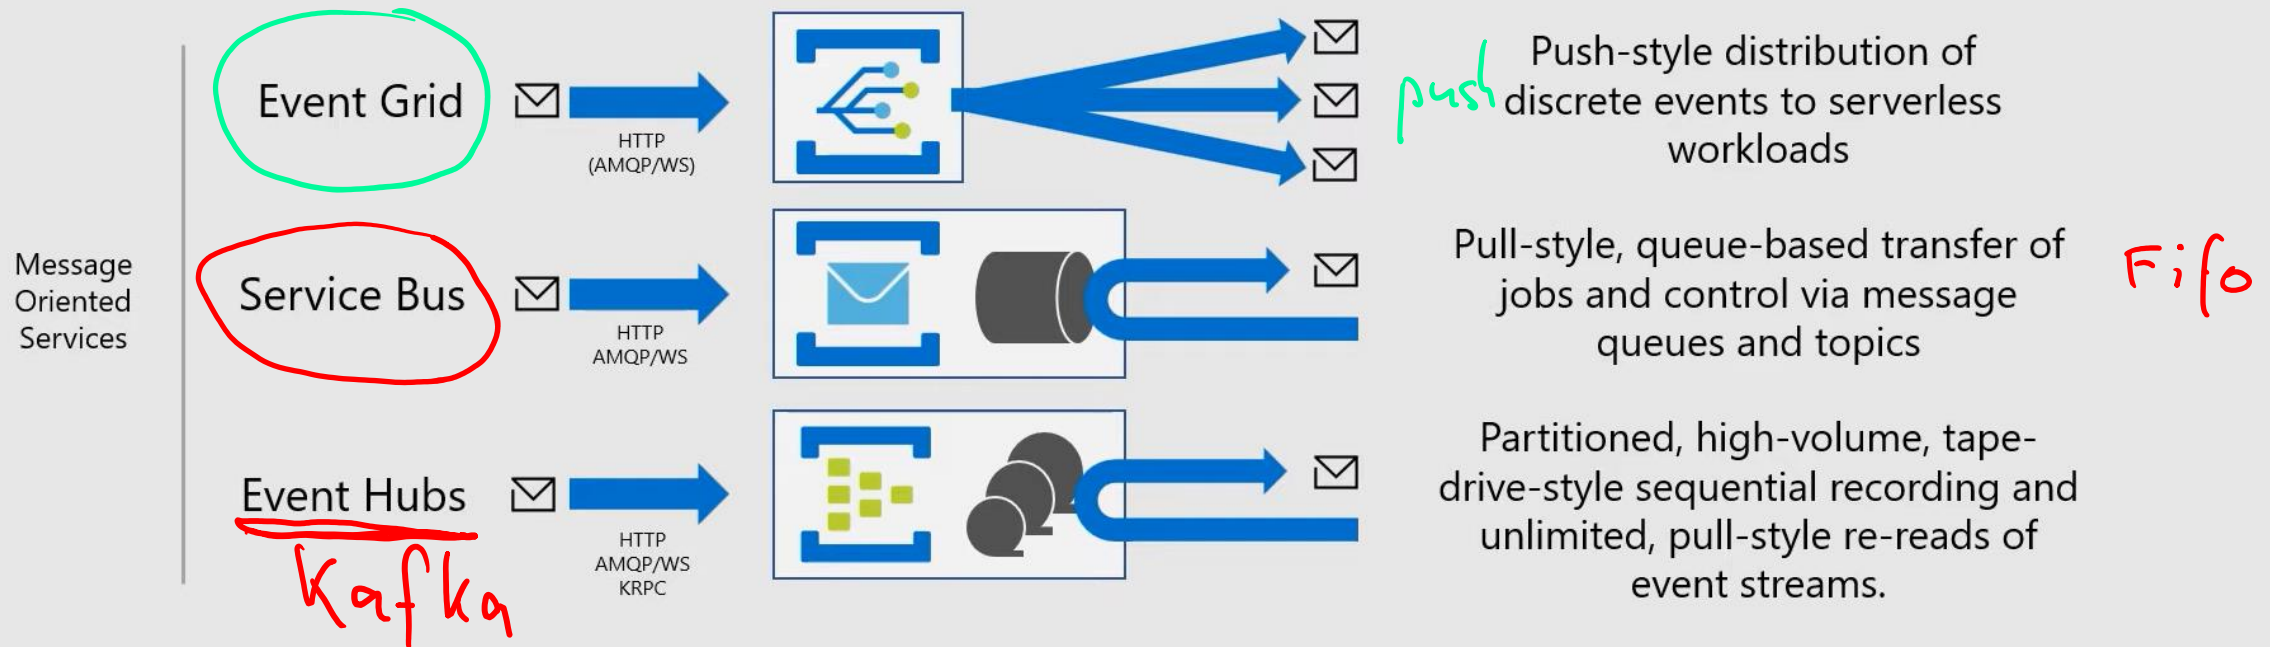 Message
Oriented
Services
Event Grid
HTTP
(AMQP/WS)
push
Push-style distribution of
discrete events to serverless
workloads
Service Bus
HTTP
AMQP/WS
Pull-style, queue-based transfer of
jobs and control via message
queues and topics
Fifo
Event Hubs
Kafka
HTTP
AMQP/WS
KRPC
Partitioned, high-volume, tape-
drive-style sequential recording and
unlimited, pull-style re-reads of
event streams.